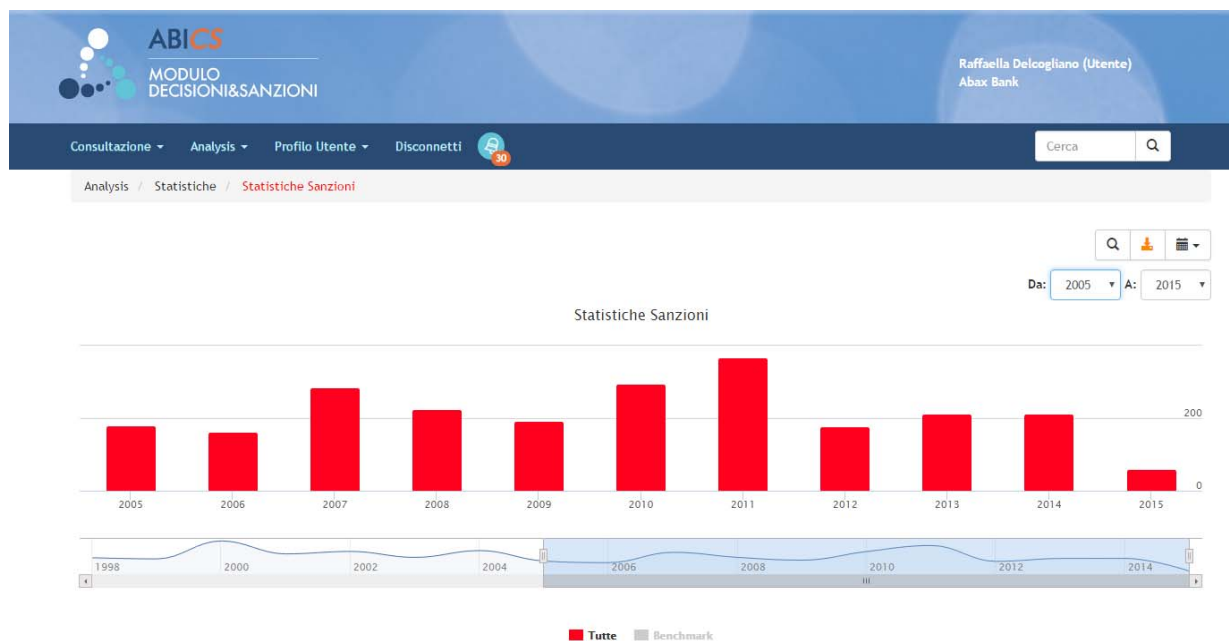 ABICS
MODULO
DECISIONI&SANZIONI
Raffaella Delcogliano (Utente)
Abax Bank
Consultazione Analysis Profilo Utente Disconnetti 30 Cerca
Analysis / Statistiche / Statistiche Sanzioni
Da: 2005 A: 2015
Statistiche Sanzioni
200
0
2005 2006 2007 2008 2009 2010 2011 2012 2013 2014 2015
1998 2000 2002 2004 2006 2008 2010 2012 2014
Tutte Benchmark